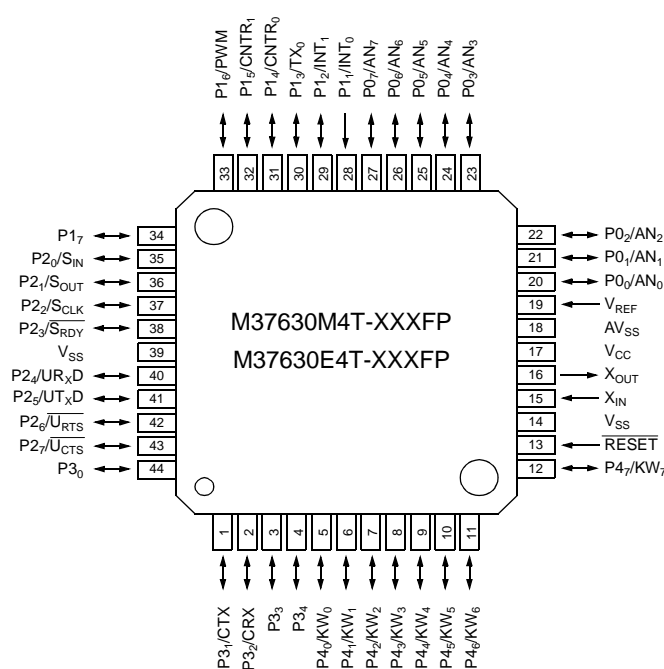 P1₆/PWM
P1₅/CNTR₁
P1₄/CNTR₀
P1₃/TX₀
P1₂/INT₁
P1₁/INT₀
P0₇/AN₇
P0₆/AN₆
P0₅/AN₅
P0₄/AN₄
P0₃/AN₃
33 32 31 30 29 28 27 26 25 24 23
P1₇ 34
P2₀/S_IN 35
P2₁/S_OUT 36
P2₂/S_CLK 37
P2₃/S̅_R̅D̅Y̅ 38
V_SS 39
P2₄/UR_XD 40
P2₅/UT_XD 41
P2₆/U̅_R̅T̅S̅ 42
P2₇/U̅_C̅T̅S̅ 43
P3₀ 44
M37630M4T-XXXFP
M37630E4T-XXXFP
22 P0₂/AN₂
21 P0₁/AN₁
20 P0₀/AN₀
19 V_REF
18 AV_SS
17 V_CC
16 X_OUT
15 X_IN
14 V_SS
13 R̅E̅S̅E̅T̅
12 P4₇/KW₇
1 2 3 4 5 6 7 8 9 10 11
P3₁/CTX
P3₂/CRX
P3₃
P3₄
P4₀/KW₀
P4₁/KW₁
P4₂/KW₂
P4₃/KW₃
P4₄/KW₄
P4₅/KW₅
P4₆/KW₆